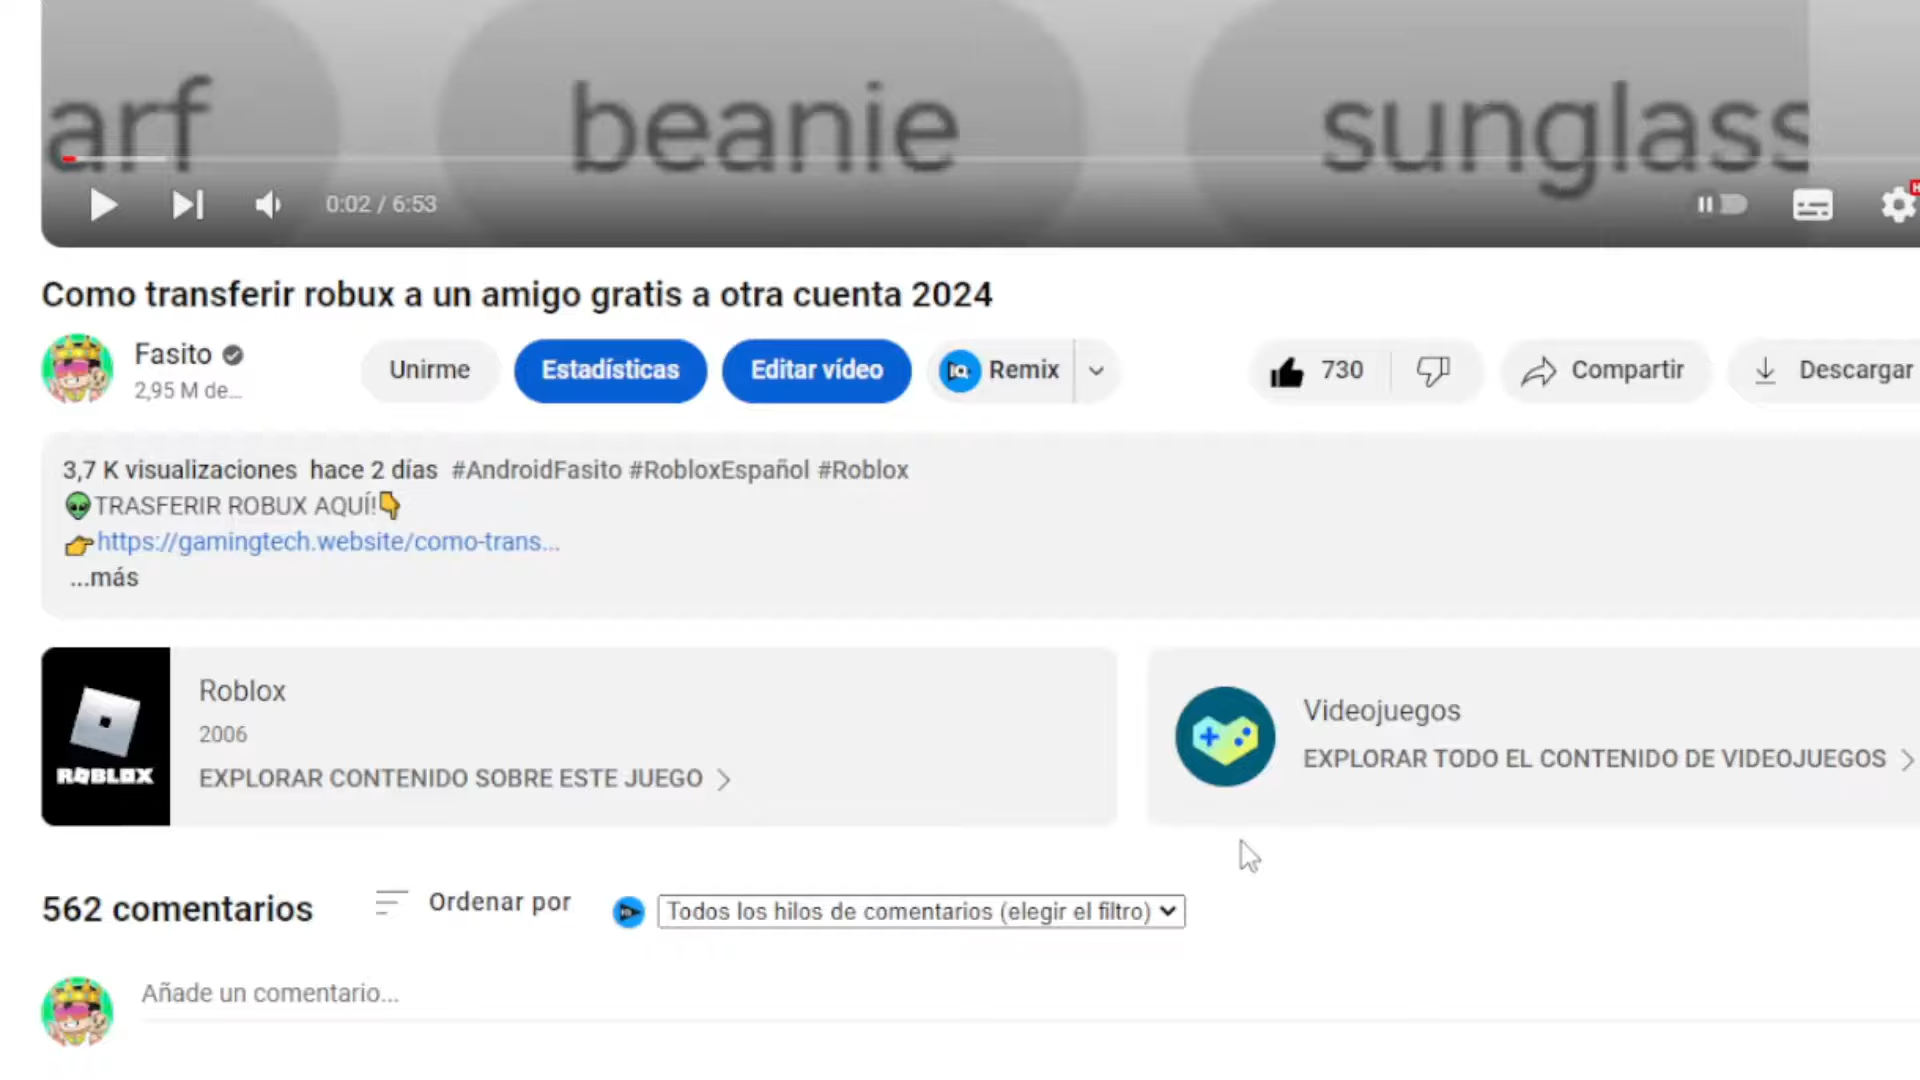 arf beanie sunglass
0:02 / 6:53
Como transferir robux a un amigo gratis a otra cuenta 2024
Fasito
2,95 M de...
Unirme
Estadísticas
Editar vídeo
Remix
730
Compartir
Descargar
3,7 K visualizaciones hace 2 días #AndroidFasito #RobloxEspañol #Roblox
👽TRASFERIR ROBUX AQUÍ!👇
👉https://gamingtech.website/como-trans...
...más
ROBLOX
Roblox
2006
EXPLORAR CONTENIDO SOBRE ESTE JUEGO
Videojuegos
EXPLORAR TODO EL CONTENIDO DE VIDEOJUEGOS
562 comentarios
Ordenar por
Todos los hilos de comentarios (elegir el filtro)
Añade un comentario...